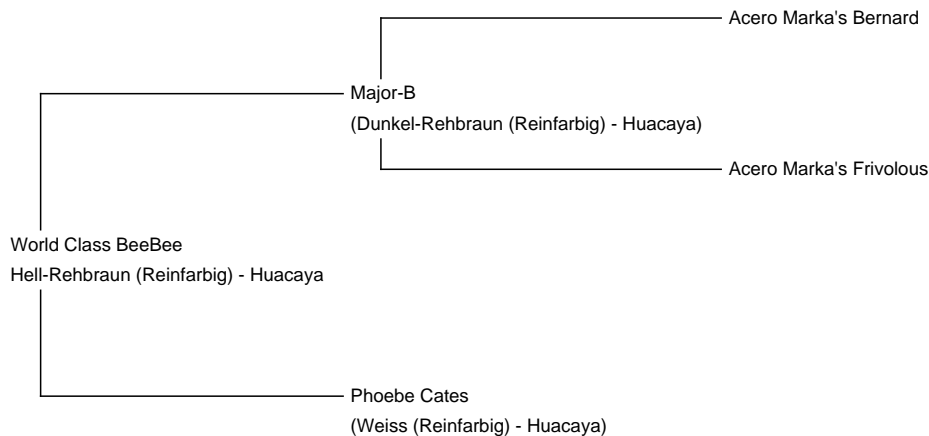 Acero Marka's Bernard
Major-B
(Dunkel-Rehbraun (Reinfarbig) - Huacaya)
Acero Marka's Frivolous
World Class BeeBee
Hell-Rehbraun (Reinfarbig) - Huacaya
Phoebe Cates
(Weiss (Reinfarbig) - Huacaya)